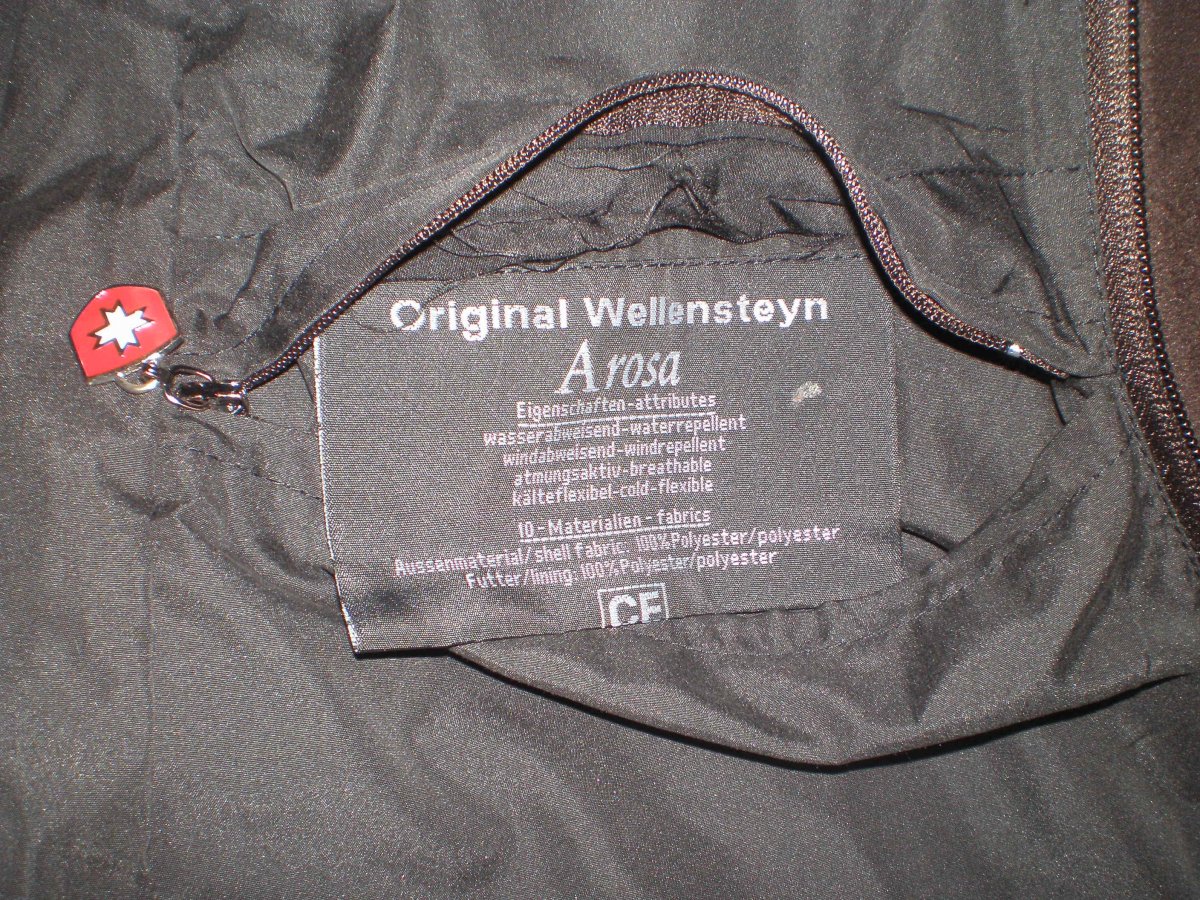 Original Wellensteyn
Arosa
Eigenschaften-attributes
wasserabweisend-waterrepellent
windabweisend-windrepellent
atmungsaktiv-breathable
kälteflexibel-cold-flexible
10-Materialien-fabrics
Aussenmaterial/shell fabric: 100%Polyester/polyester
Futter/lining: 100%Polyester/polyester
CF